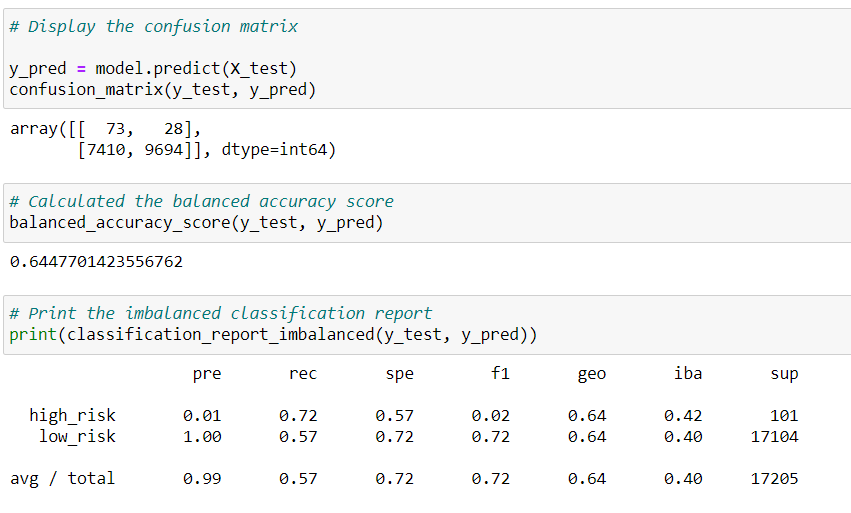 # Display the confusion matrix
y_pred = model.predict(X_test)
confusion_matrix(y_test, y_pred)
array([[  73,   28],
       [7410, 9694]], dtype=int64)
# Calculated the balanced accuracy score
balanced_accuracy_score(y_test, y_pred)
0.6447701423556762
# Print the imbalanced classification report
print(classification_report_imbalanced(y_test, y_pred))
pre rec spe f1 geo iba sup
high_risk 0.01 0.72 0.57 0.02 0.64 0.42 101
low_risk 1.00 0.57 0.72 0.72 0.64 0.40 17104
avg / total 0.99 0.57 0.72 0.72 0.64 0.40 17205